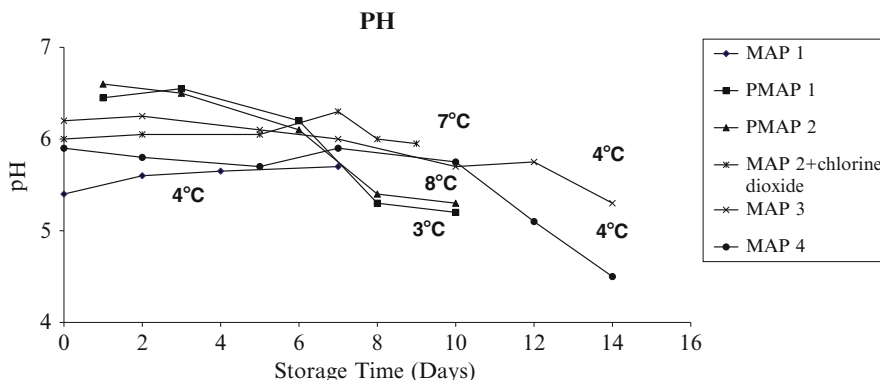 PH
7
6
5
4
pH
0 2 4 6 8 10 12 14 16
Storage Time (Days)
7°C
4°C
8°C
4°C
3°C
4°C
MAP 1
PMAP 1
PMAP 2
MAP 2+chlorine
dioxide
MAP 3
MAP 4